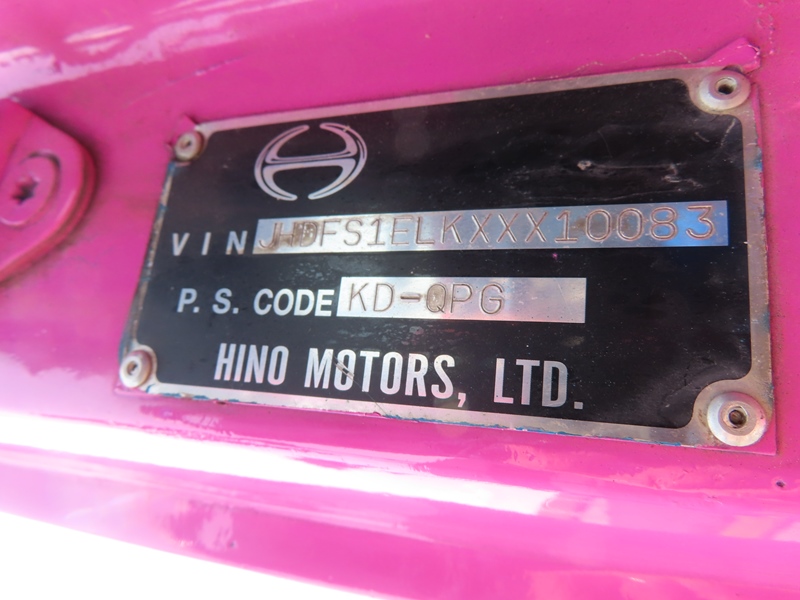 VIN JHDFS1ELKXXX10083
P. S. CODE KD-QPG
HINO MOTORS, LTD.